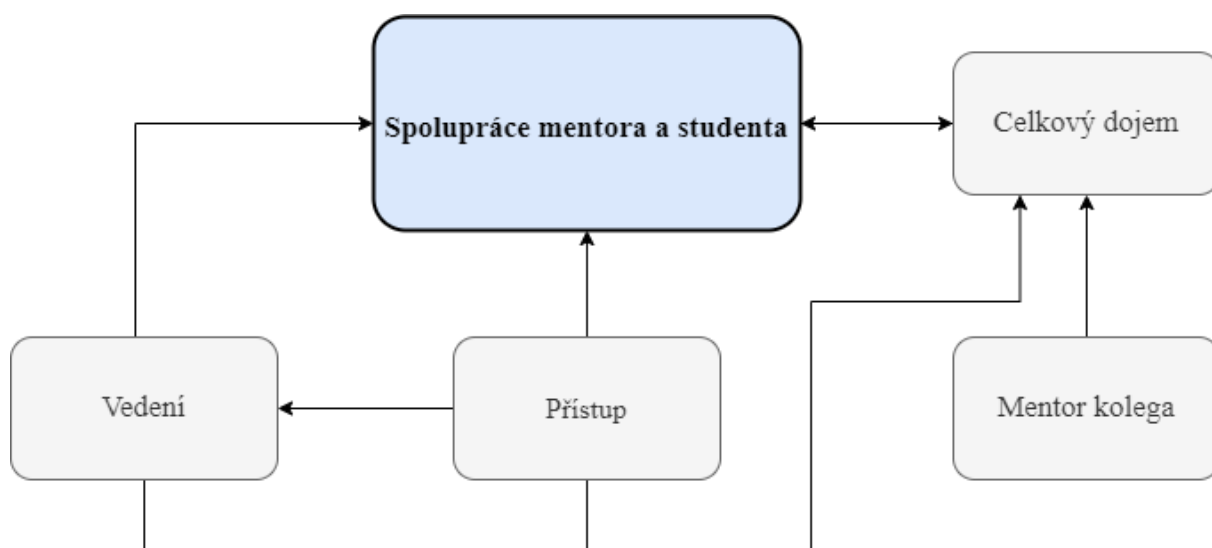 Spolupráce mentora a studenta
Celkový dojem
Vedení
Přístup
Mentor kolega